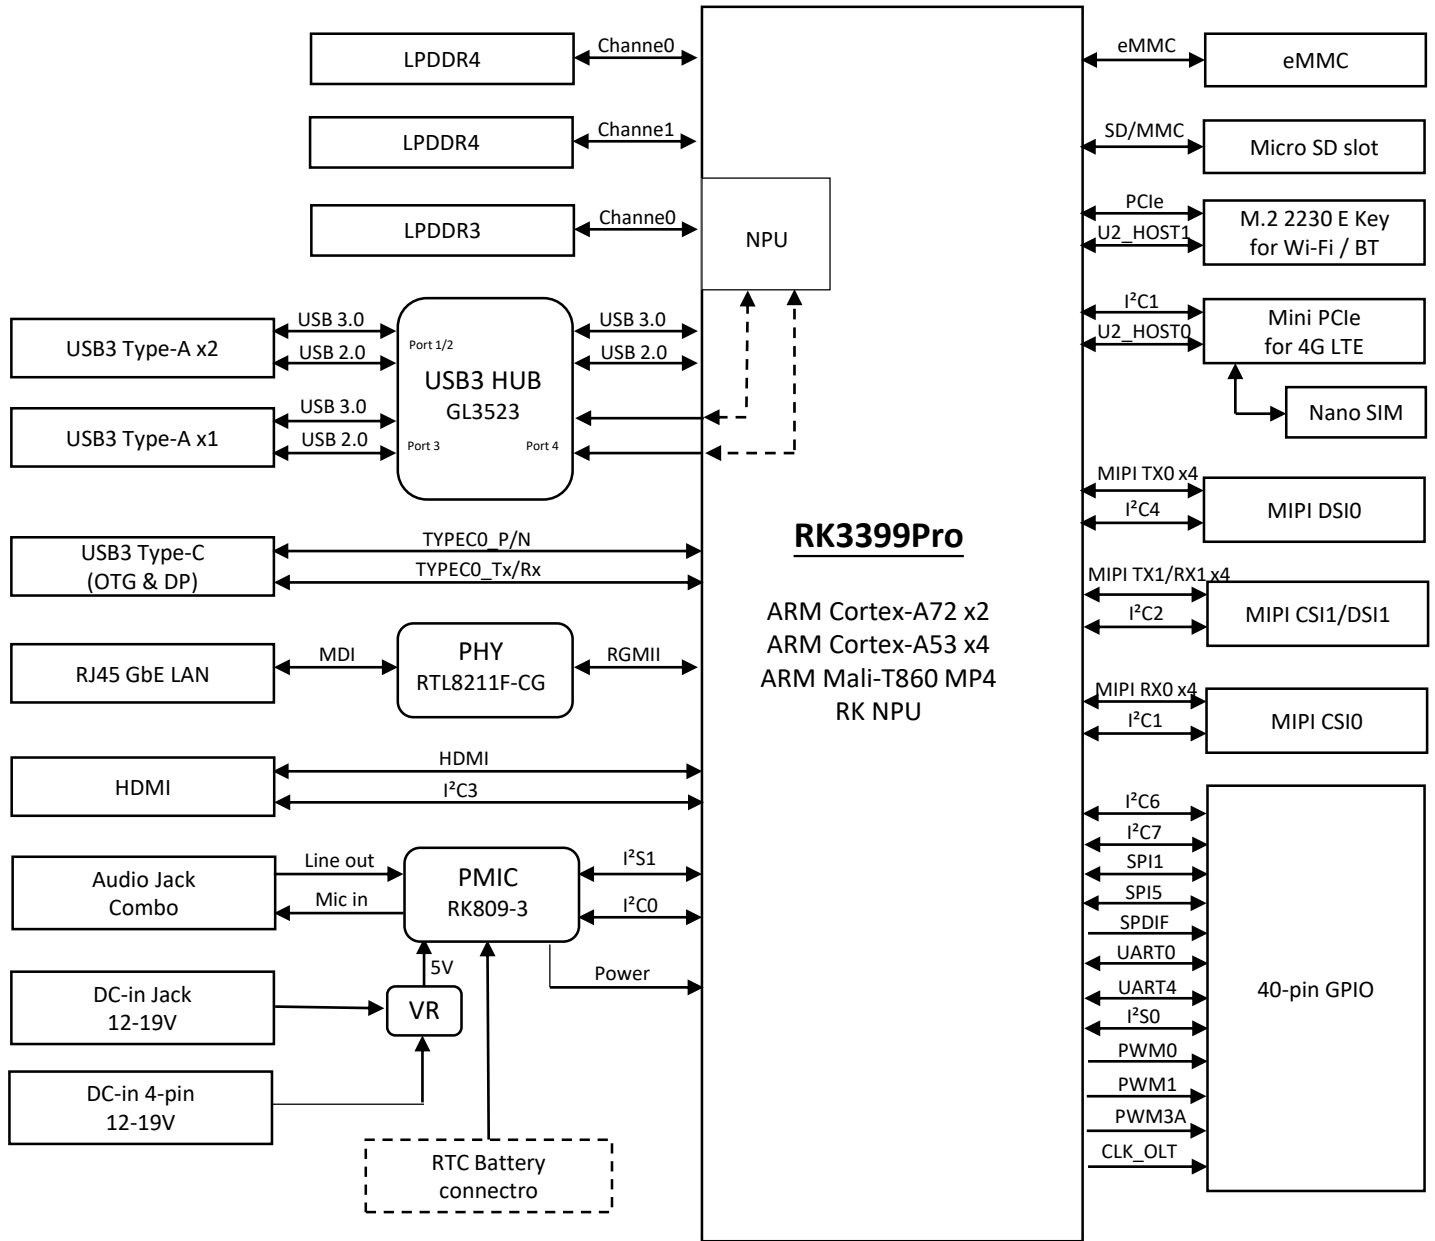 LPDDR4
Channe0
LPDDR4
Channe1
LPDDR3
Channe0
NPU
USB3 Type-A x2
USB 3.0
USB 2.0
USB3 Type-A x1
USB 3.0
USB 2.0
Port 1/2
USB3 HUB
GL3523
Port 3
Port 4
USB 3.0
USB 2.0
USB3 Type-C
(OTG & DP)
TYPEC0_P/N
TYPEC0_Tx/Rx
RJ45 GbE LAN
MDI
PHY
RTL8211F-CG
RGMII
HDMI
HDMI
I²C3
Audio Jack
Combo
Line out
Mic in
PMIC
RK809-3
I²S1
I²C0
Power
5V
DC-in Jack
12-19V
VR
DC-in 4-pin
12-19V
RTC Battery
connectro
RK3399Pro
ARM Cortex-A72 x2
ARM Cortex-A53 x4
ARM Mali-T860 MP4
RK NPU
eMMC
eMMC
SD/MMC
Micro SD slot
PCIe
U2_HOST1
M.2 2230 E Key
for Wi-Fi / BT
I²C1
U2_HOST0
Mini PCIe
for 4G LTE
Nano SIM
MIPI TX0 x4
I²C4
MIPI DSI0
MIPI TX1/RX1 x4
I²C2
MIPI CSI1/DSI1
MIPI RX0 x4
I²C1
MIPI CSI0
I²C6
I²C7
SPI1
SPI5
SPDIF
UART0
UART4
I²S0
PWM0
PWM1
PWM3A
CLK_OLT
40-pin GPIO